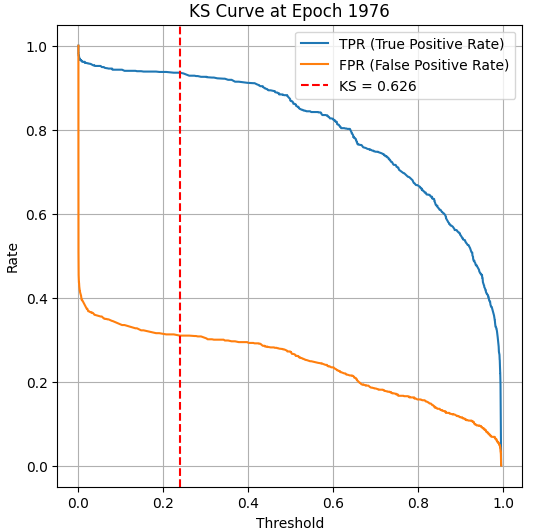 KS Curve at Epoch 1976
TPR (True Positive Rate)
FPR (False Positive Rate)
KS = 0.626
Rate
1.0
0.8
0.6
0.4
0.2
0.0
0.0 0.2 0.4 0.6 0.8 1.0
Threshold